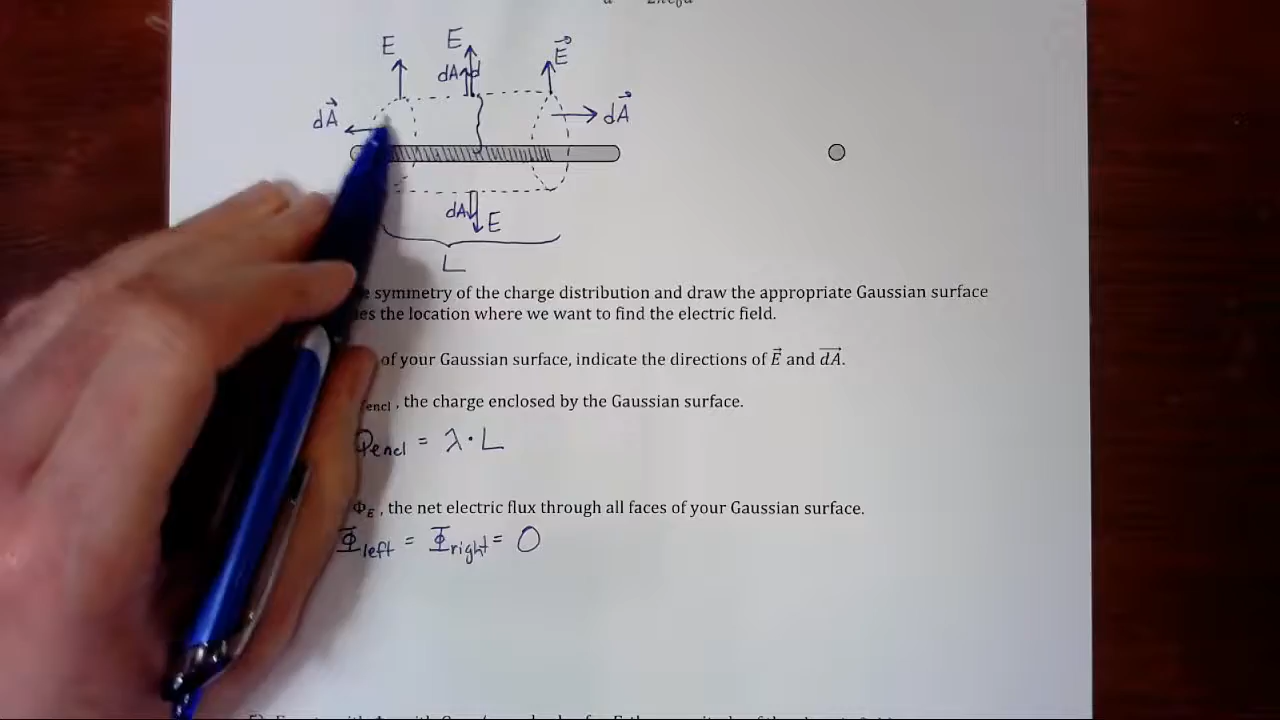 E
E
E⃗
dA d
dA⃗
dA⃗
dA E
L
symmetry of the charge distribution and draw the appropriate Gaussian surface
the location where we want to find the electric field.
of your Gaussian surface, indicate the directions of E⃗ and dA⃗.
encl, the charge enclosed by the Gaussian surface.
Qencl = λ · L
Φ_E, the net electric flux through all faces of your Gaussian surface.
Φleft = Φright = 0